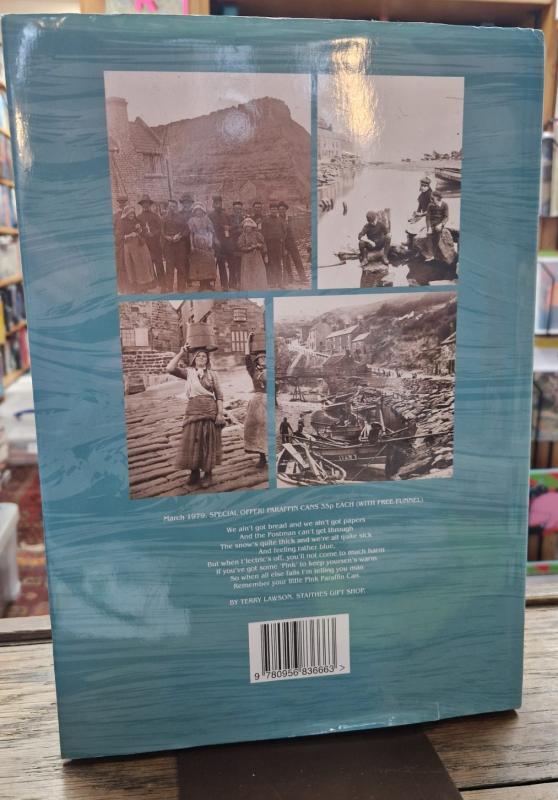 March 1979. SPECIAL OFFER! PARAFFIN CANS 35p EACH (WITH FREE FUNNEL)
We ain't got bread and we ain't got papers
And the Postman can't get through
The snow's quite thick and we're all quite sick
And feeling rather blue,
But when l'lectric's off, you'll not come to much harm
If you've got some 'Pink' to keep yoursen's warm
So when all else fails I'm telling you man
Remember your little Pink Paraffin Can.
BY TERRY LAWSON. STAITHES GIFT SHOP.
9 780956 836663 >